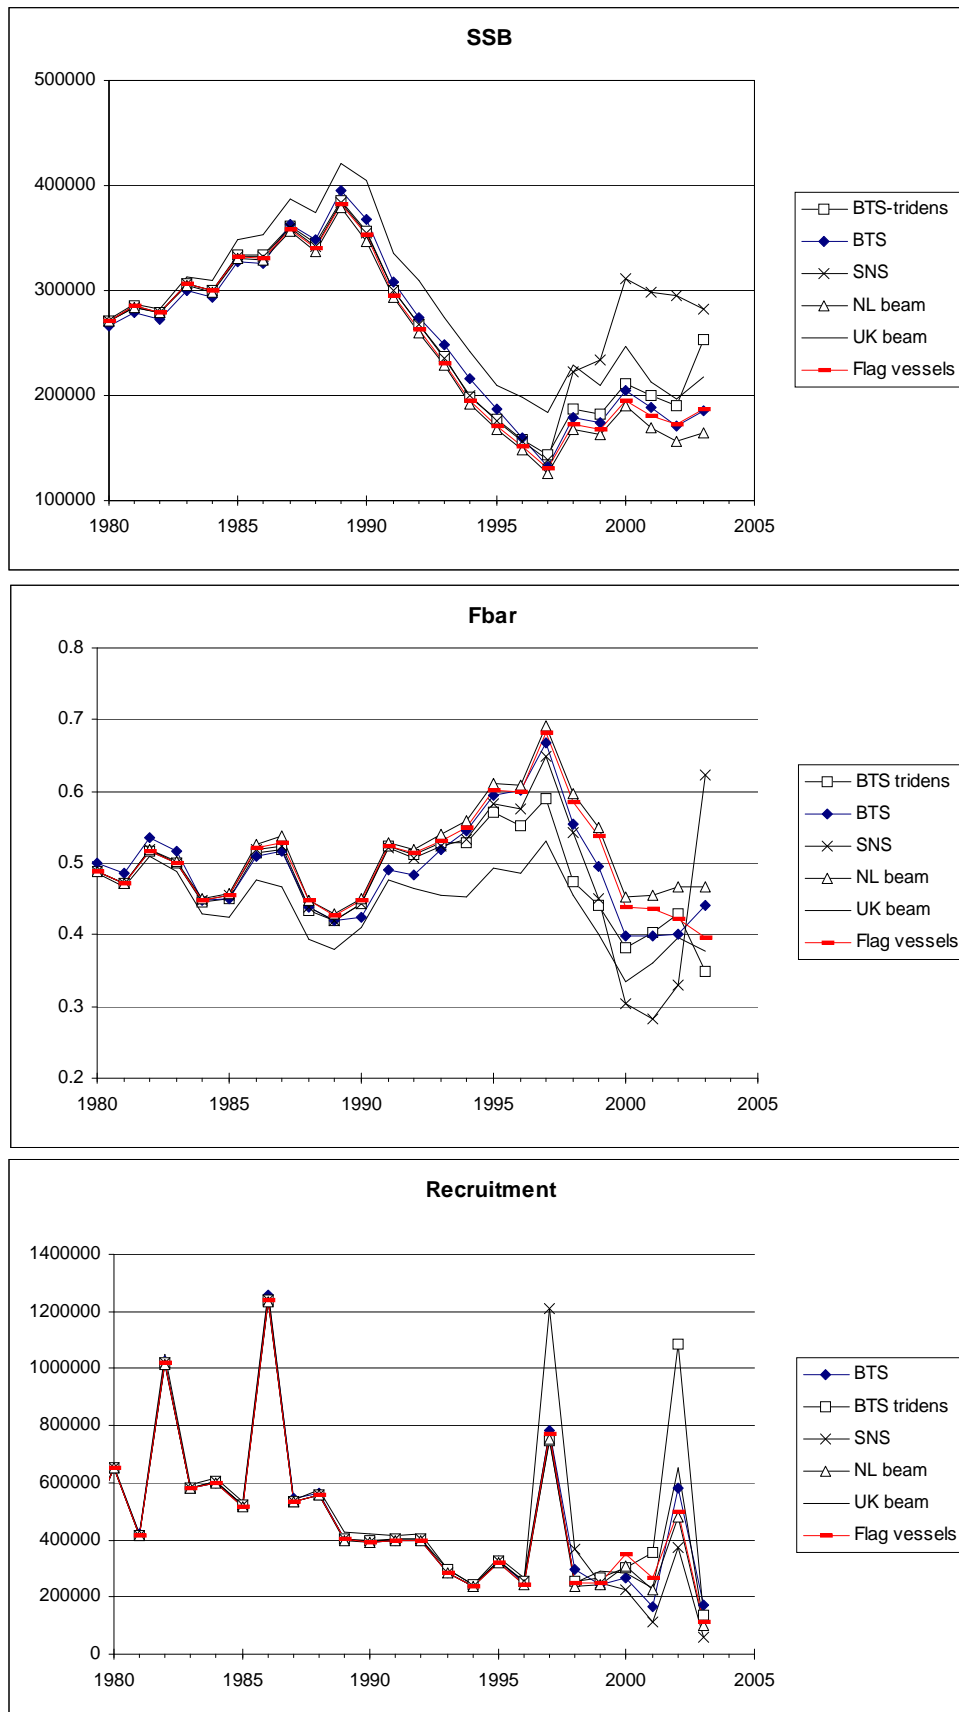 SSB
500000
400000
300000
200000
100000
1980 1985 1990 1995 2000 2005
BTS-tridens
BTS
SNS
NL beam
UK beam
Flag vessels
Fbar
0.8
0.7
0.6
0.5
0.4
0.3
0.2
1980 1985 1990 1995 2000 2005
BTS tridens
BTS
SNS
NL beam
UK beam
Flag vessels
Recruitment
1400000
1200000
1000000
800000
600000
400000
200000
0
1980 1985 1990 1995 2000 2005
BTS
BTS tridens
SNS
NL beam
UK beam
Flag vessels